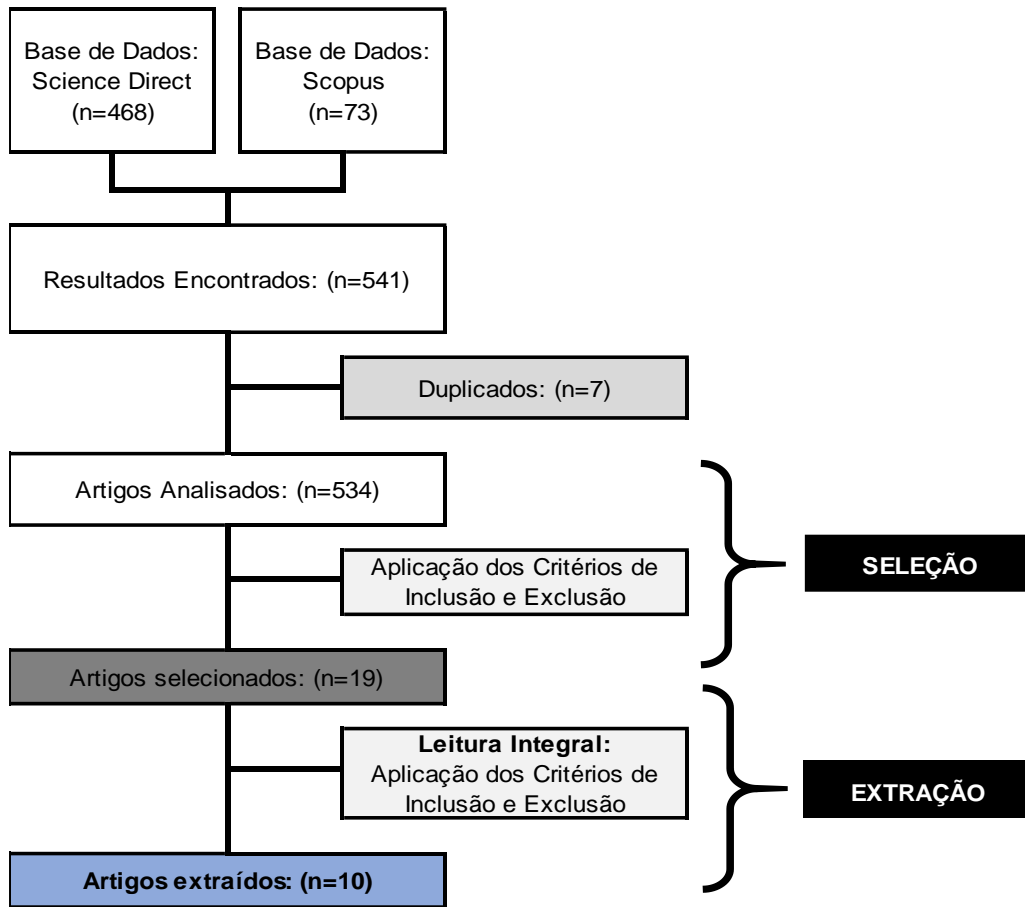 Base de Dados:
Science Direct
(n=468)
Base de Dados:
Scopus
(n=73)
Resultados Encontrados: (n=541)
Duplicados: (n=7)
Artigos Analisados: (n=534)
Aplicação dos Critérios de
Inclusão e Exclusão
SELEÇÃO
Artigos selecionados: (n=19)
Leitura Integral:
Aplicação dos Critérios de
Inclusão e Exclusão
EXTRAÇÃO
Artigos extraídos: (n=10)